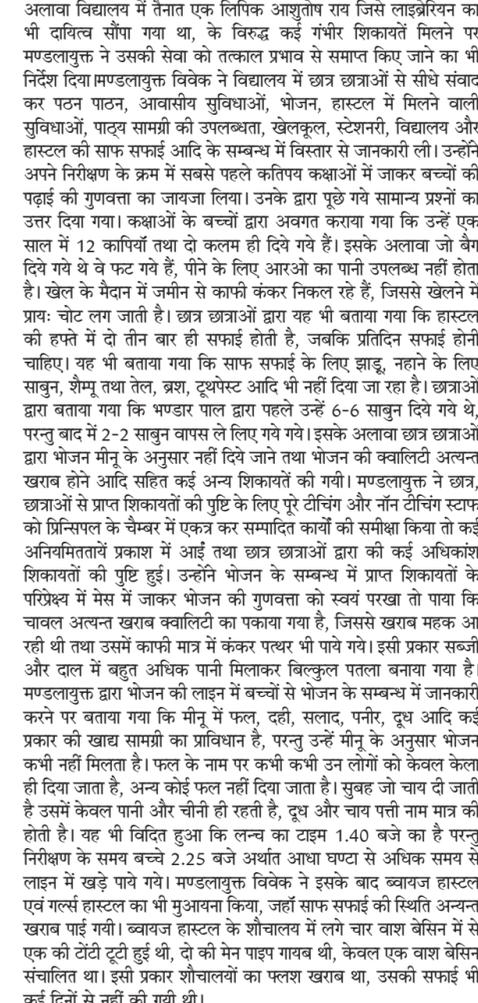 अलावा विद्यालय में तैनात एक लिपिक आशुतोष राय जिसे लाइब्रेरियन का
भी दायित्व सौंपा गया था, के विरुद्ध कई गंभीर शिकायतें मिलने पर
मण्डलायुक्त ने उसकी सेवा को तत्काल प्रभाव से समाप्त किए जाने का भी
निर्देश दिया।मण्डलायुक्त विवेक ने विद्यालय में छात्र छात्राओं से सीधे संवाद
कर पठन पाठन, आवासीय सुविधाओं, भोजन, हास्टल में मिलने वाली
सुविधाओं, पाठ्य सामग्री की उपलब्धता, खेलकूल, स्टेशनरी, विद्यालय और
हास्टल की साफ सफाई आदि के सम्बन्ध में विस्तार से जानकारी ली। उन्होंने
अपने निरीक्षण के क्रम में सबसे पहले कतिपय कक्षाओं में जाकर बच्चों की
पढ़ाई की गुणवत्ता का जायजा लिया। उनके द्वारा पूछे गये सामान्य प्रश्नों का
उत्तर दिया गया। कक्षाओं के बच्चों द्वारा अवगत कराया गया कि उन्हें एक
साल में 12 कापियॉ तथा दो कलम ही दिये गये हैं। इसके अलावा जो बैग
दिये गये थे वे फट गये हैं, पीने के लिए आरओ का पानी उपलब्ध नहीं होता
है। खेल के मैदान में जमीन से काफी कंकर निकल रहे हैं, जिससे खेलने में
प्रायः चोट लग जाती है। छात्र छात्राओं द्वारा यह भी बताया गया कि हास्टल
की हफ्ते में दो तीन बार ही सफाई होती है, जबकि प्रतिदिन सफाई होनी
चाहिए। यह भी बताया गया कि साफ सफाई के लिए झाडू, नहाने के लिए
साबुन, शैम्पू तथा तेल, ब्रश, टूथपेस्ट आदि भी नहीं दिया जा रहा है। छात्राओं
द्वारा बताया गया कि भण्डार पाल द्वारा पहले उन्हें 6-6 साबुन दिये गये थे,
परन्तु बाद में 2-2 साबुन वापस ले लिए गये गये। इसके अलावा छात्र छात्राओं
द्वारा भोजन मीनू के अनुसार नहीं दिये जाने तथा भोजन की क्वालिटी अत्यन्त
खराब होने आदि सहित कई अन्य शिकायतें की गयी। मण्डलायुक्त ने छात्र,
छात्राओं से प्राप्त शिकायतों की पुष्टि के लिए पूरे टीचिंग और नॉन टीचिंग स्टाफ
को प्रिन्सिपल के चैम्बर में एकत्र कर सम्पादित कार्यों की समीक्षा किया तो कई
अनियमिततायें प्रकाश में आईं तथा छात्र छात्राओं द्वारा की कई अधिकांश
शिकायतों की पुष्टि हुई। उन्होंने भोजन के सम्बन्ध में प्राप्त शिकायतों के
परिप्रेक्ष्य में मेस में जाकर भोजन की गुणवत्ता को स्वयं परखा तो पाया कि
चावल अत्यन्त खराब क्वालिटी का पकाया गया है, जिससे खराब महक आ
रही थी तथा उसमें काफी मात्र में कंकर पत्थर भी पाये गये। इसी प्रकार सब्जी
और दाल में बहुत अधिक पानी मिलाकर बिल्कुल पतला बनाया गया है।
मण्डलायुक्त द्वारा भोजन की लाइन में बच्चों से भोजन के सम्बन्ध में जानकारी
करने पर बताया गया कि मीनू में फल, दही, सलाद, पनीर, दूध आदि कई
प्रकार की खाद्य सामग्री का प्राविधान है, परन्तु उन्हें मीनू के अनुसार भोजन
कभी नहीं मिलता है। फल के नाम पर कभी कभी उन लोगों को केवल केला
ही दिया जाता है, अन्य कोई फल नहीं दिया जाता है। सुबह जो चाय दी जाती
है उसमें केवल पानी और चीनी ही रहती है, दूध और चाय पत्ती नाम मात्र की
होती है। यह भी विदित हुआ कि लन्च का टाइम 1.40 बजे का है परन्तु
निरीक्षण के समय बच्चे 2.25 बजे अर्थात आधा घण्टा से अधिक समय से
लाइन में खड़े पाये गये। मण्डलायुक्त विवेक ने इसके बाद ब्वायज हास्टल
एवं गर्ल्स हास्टल का भी मुआयना किया, जहॉ साफ सफाई की स्थिति अन्यन्त
खराब पाई गयी। ब्वायज हास्टल के शौचालय में लगे चार वाश बेसिन में से
एक की टोंटी टूटी हुई थी, दो की मेन पाइप गायब थी, केवल एक वाश बेसिन
संचालित था। इसी प्रकार शौचालयों का फ्लश खराब था, उसकी सफाई भी
कई दिनों से नहीं की गयी थी।